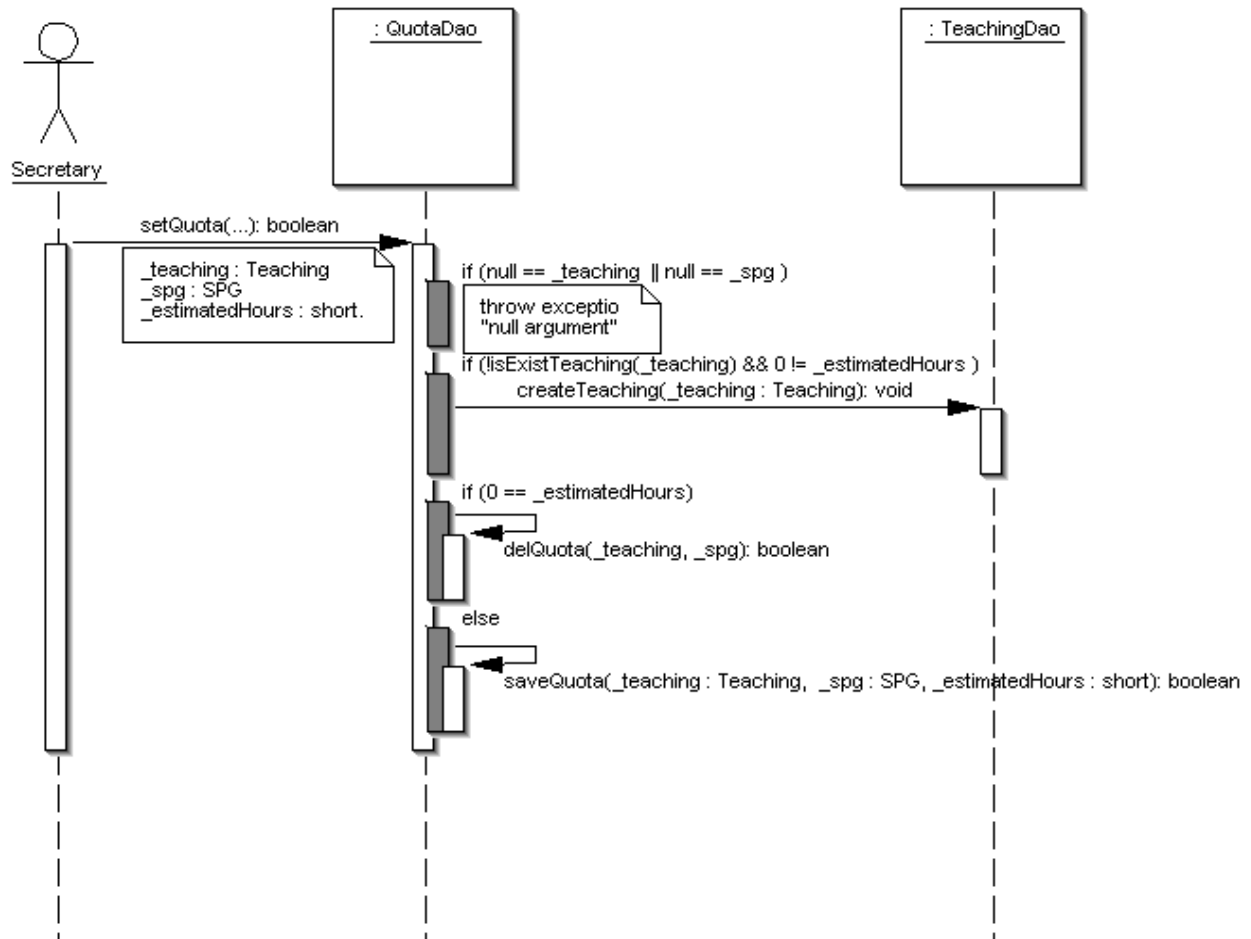 : QuotaDao
: TeachingDao
Secretary
setQuota(...): boolean
_teaching : Teaching
_spg : SPG
_estimatedHours : short.
if (null == _teaching || null == _spg )
throw exceptio
"null argument"
if (!isExistTeaching(_teaching) && 0 != _estimatedHours )
createTeaching(_teaching : Teaching): void
if (0 == _estimatedHours)
delQuota(_teaching, _spg): boolean
else
saveQuota(_teaching : Teaching, _spg : SPG, _estimatedHours : short): boolean